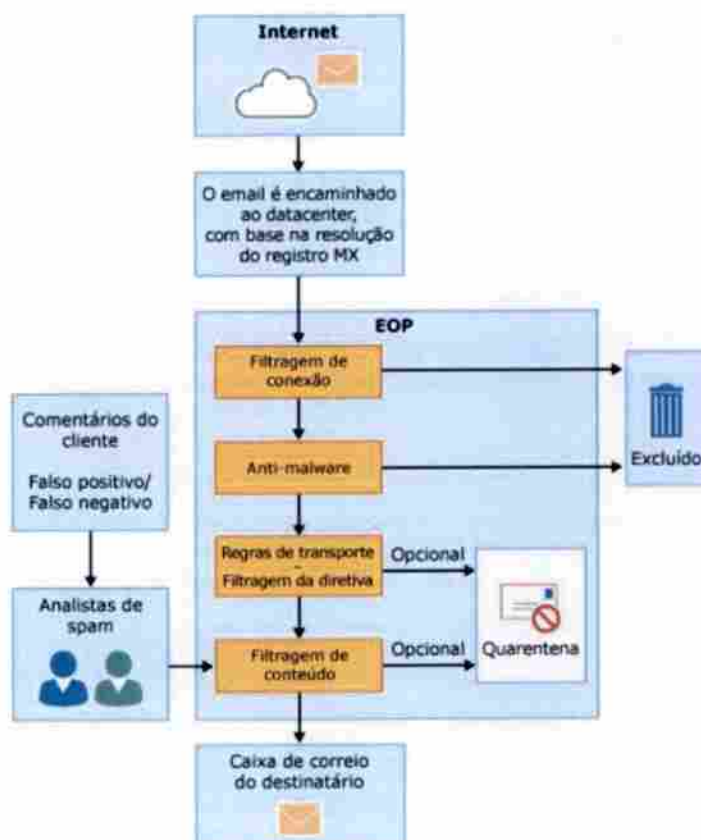 Internet
O email é encaminhado
ao datacenter,
com base na resolução
do registro MX
EOP
Filtragem de
conexão
Excluído
Comentários do
cliente
Falso positivo/
Falso negativo
Anti-malware
Regras de transporte
-
Filtragem da diretiva
Opcional
Quarentena
Analistas de
spam
Filtragem de
conteúdo
Opcional
Caixa de correio
do destinatário